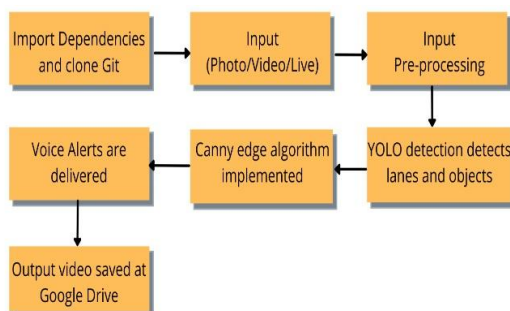 Import Dependencies
and clone Git
Input
(Photo/Video/Live)
Input
Pre-processing
YOLO detection detects
lanes and objects
Canny edge algorithm
implemented
Voice Alerts are
delivered
Output video saved at
Google Drive